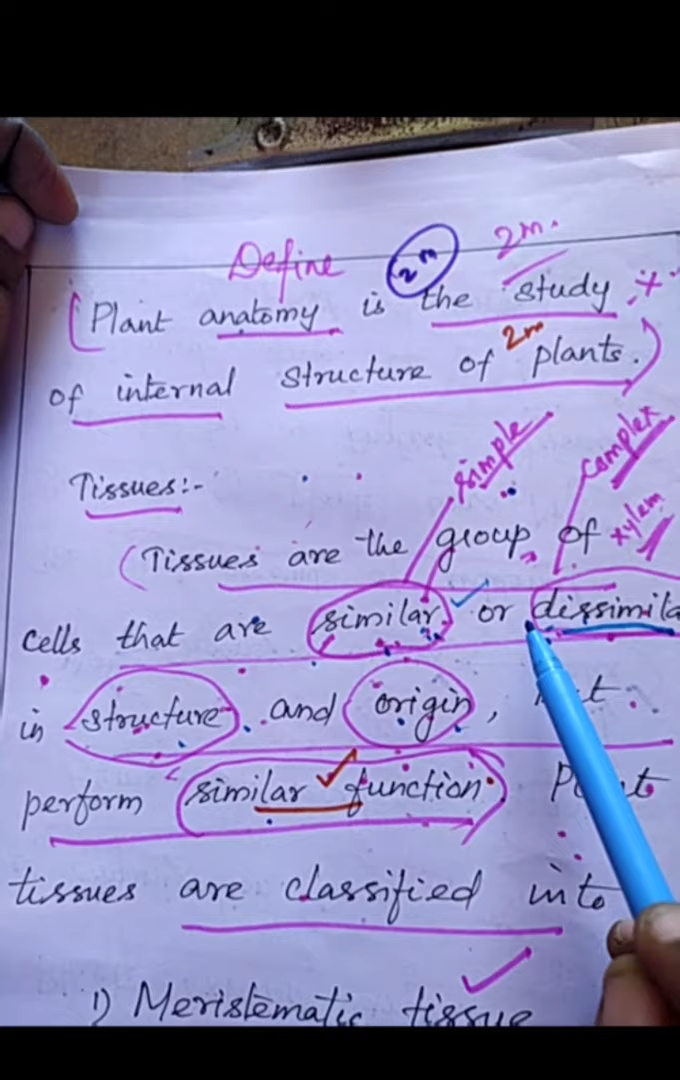 Define 2m 2m.
(Plant anatomy is the study
of internal structure of plants.)
2m
Tissues:-
simple complex
(Tissues are the group of xylem
cells that are similar or dissimila
in structure and origin,
perform similar function.
tissues are classified into
1) Meristematic tissue